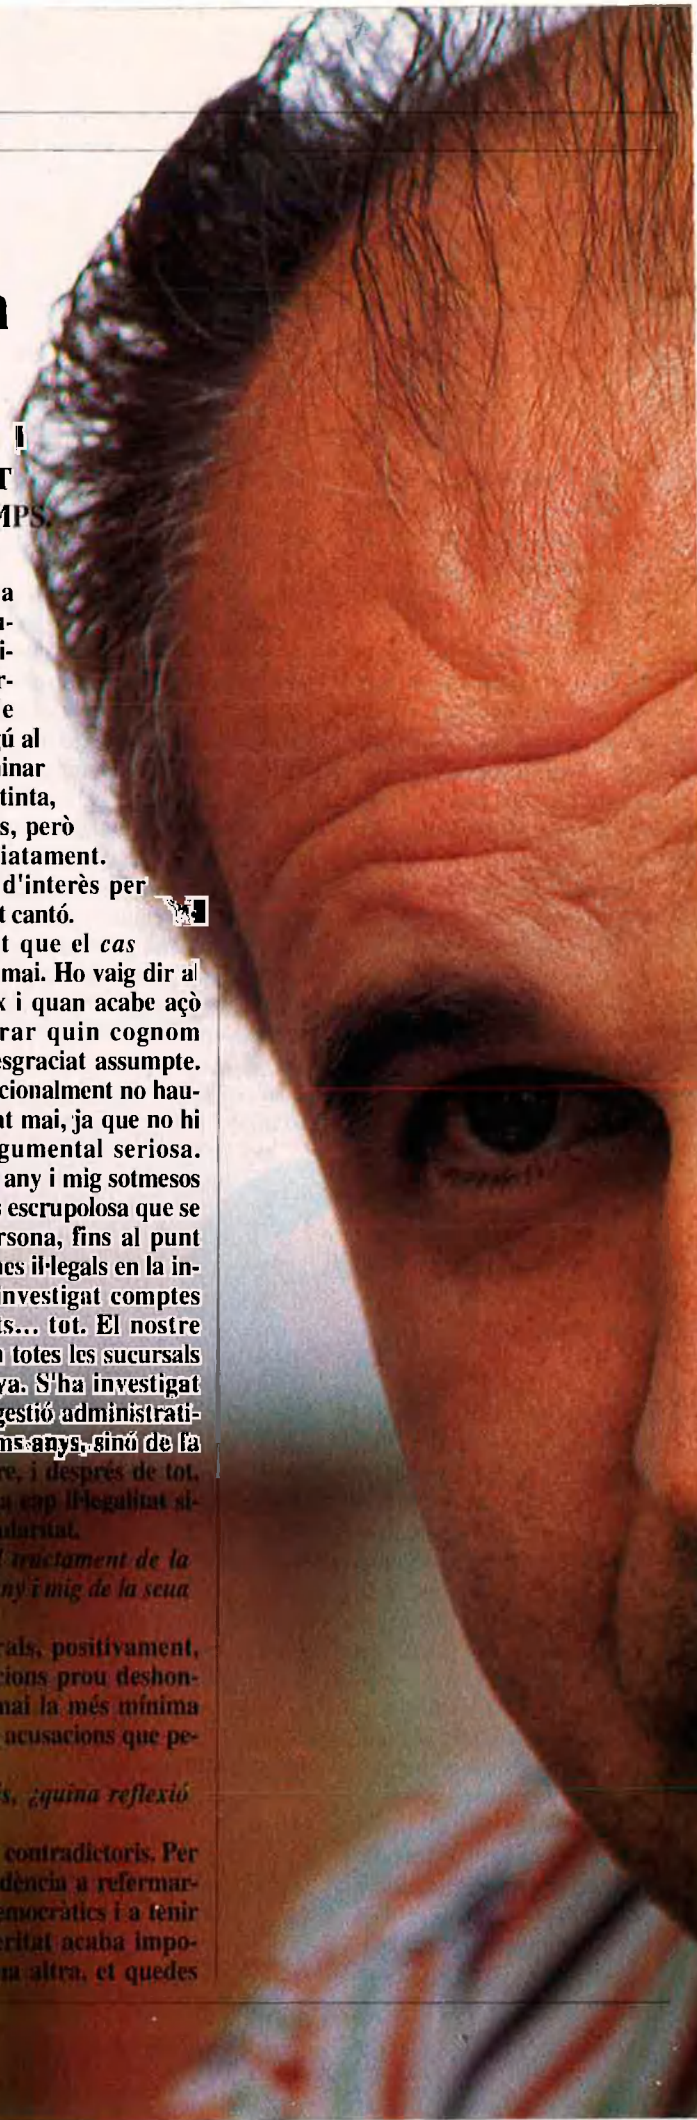 T
MPS.
a
u-
i-
r-
e
ú al
inar
tinta,
s, però
iatament.
d'interès per
t cantó.
t que el cas
mai. Ho vaig dir al
x i quan acabe açò
rar quin cognom
esgraciat assumpte.
cionalment no hau-
at mai, ja que no hi
gumental seriosa.
any i mig sotmesos
s escrupolosa que se
rsona, fins al punt
nes il·legals en la in-
investigat comptes
ts... tot. El nostre
n totes les sucursals
ya. S'ha investigat
gestió administrati-
ms anys, sinó de fa
re, i després de tot,
a cap il·legalitat si-
ularitat.
l tractament de la
ny i mig de la seua
rals, positivament,
cions prou deshon-
mai la més mínima
acusacions que pe-
is, ¿quina reflexió
contradictoris. Per
dència a refermar-
emocràtics i a tenir
eritat acaba impo-
na altra, et quedes